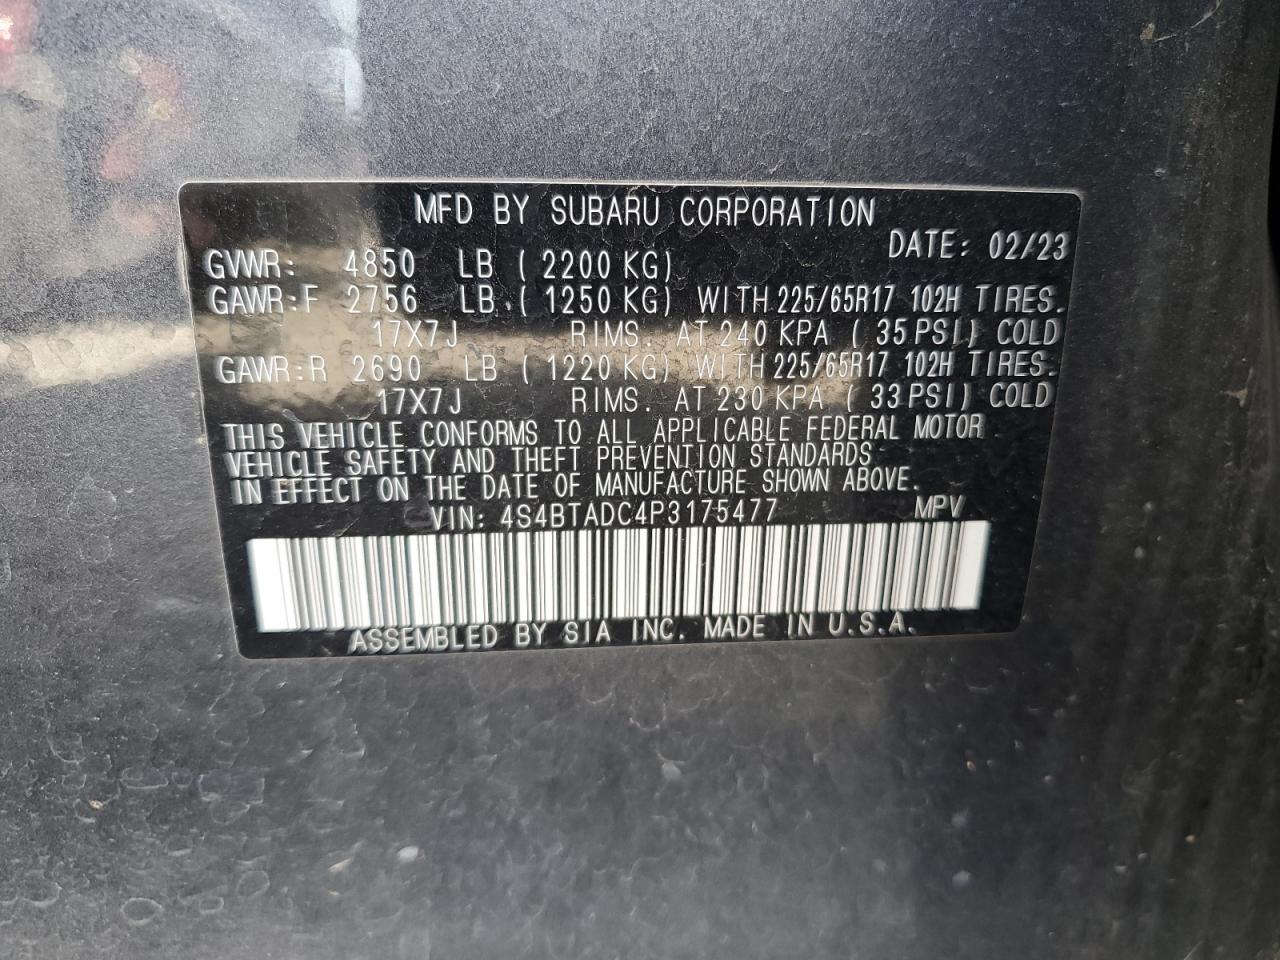 MFD BY SUBARU CORPORATION
DATE: 02/23
GVWR: 4850 LB ( 2200 KG)
GAWR:F 2756 LB ( 1250 KG) WITH 225/65R17 102H TIRES.
17X7J RIMS. AT 240 KPA ( 35 PSI) COLD
GAWR:R 2690 LB ( 1220 KG) WITH 225/65R17 102H TIRES.
17X7J RIMS. AT 230 KPA ( 33 PSI) COLD
THIS VEHICLE CONFORMS TO ALL APPLICABLE FEDERAL MOTOR
VEHICLE SAFETY AND THEFT PREVENTION STANDARDS
IN EFFECT ON THE DATE OF MANUFACTURE SHOWN ABOVE.
VIN: 4S4BTADC4P3175477 MPV
ASSEMBLED BY SIA INC. MADE IN U.S.A.